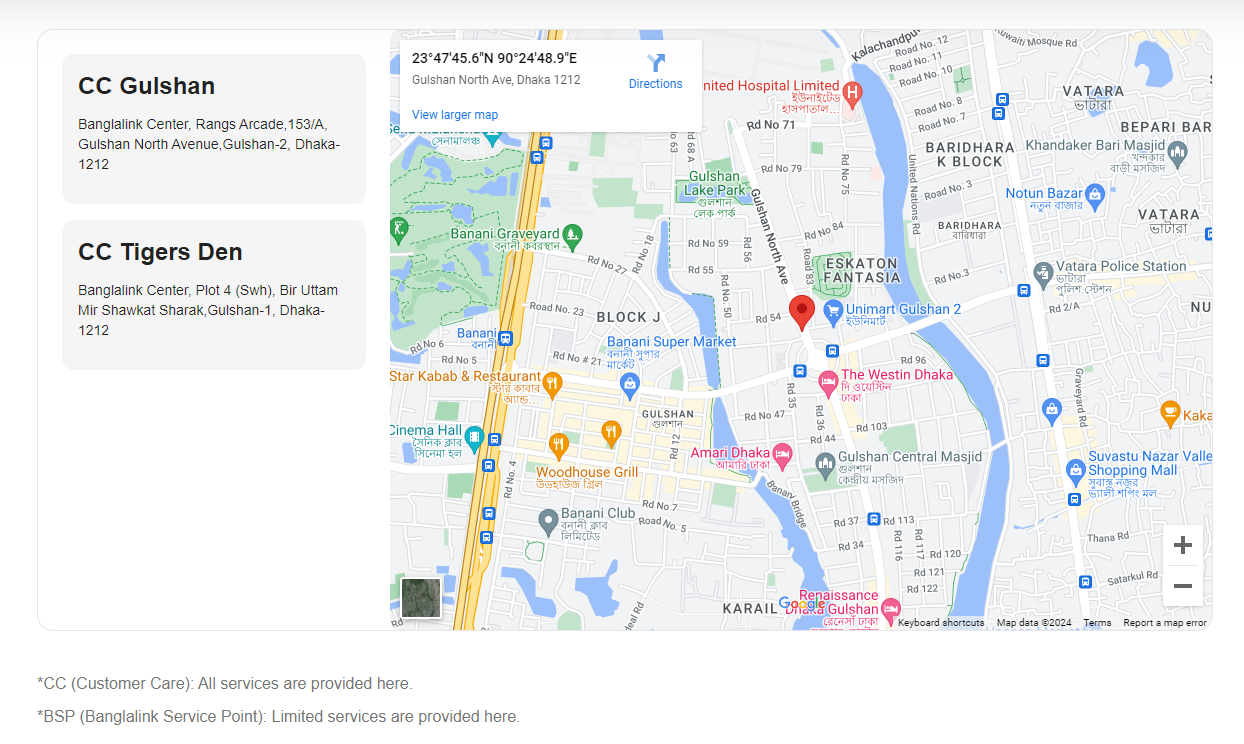 CC Gulshan
Banglalink Center, Rangs Arcade,153/A,
Gulshan North Avenue,Gulshan-2, Dhaka-
1212
CC Tigers Den
Banglalink Center, Plot 4 (Swh), Bir Uttam
Mir Shawkat Sharak,Gulshan-1, Dhaka-
1212
23°47'45.6"N 90°24'48.9"E
Gulshan North Ave, Dhaka 1212
Directions
View larger map
Kalachandpur
Road No. 12
Kuwaiti Mosque Rd
Road No. 11
Road No. 10
Road No. 8
Road No. 7
VATARA
ভাটারা
nited Hospital Limited
ইউনাইটেড
হাসপাতাল...
BEPARI BAR
সেনামালঞ্চ
Rd No 71
BARIDHARA
K BLOCK
Khandaker Bari Masjid
খন্দকার
বাড়ী মসজিদ
Rd No 79
Rd No. 75
United Nations Rd
Gulshan
Lake Park
গুলশান
লেক পার্ক
Gulshan North Ave
Road No. 3
Notun Bazar
নতুন বাজার
VATARA
ভাটারা
Banani Graveyard
বনানী কবরস্থান
Rd No 18
Rd No 59
Rd No 56
Rd No 84
BARIDHARA
বারিধারা
Rd No 27
Rd No 55
Road 83
ESKATON
FANTASIA
Rd No.3
Vatara Police Station
ভাটারা
পুলিশ স্টেশন
Road No. 23
BLOCK J
Rd No. 50
Rd 54
Unimart Gulshan 2
ইউনিমার্ট
Rd 2/A
NU
Banani
বনানী
Rd No 6
Rd No 5
Rd No # 21
Banani Super Market
বনানী সুপার
মার্কেট
Rd 96
Star Kabab & Restaurant
স্টার কাবাব
অ্যান্ড...
The Westin Dhaka
দি ওয়েস্টিন
ঢাকা
Rd 35
Rd 36
Graveyard Rd
GULSHAN
গুলশান
Rd No 47
Kaka
Cinema Hall
সৈনিক ক্লাব
সিনেমা হল
Rd 12
Rd 44
Rd 103
Amari Dhaka
আমারি ঢাকা
Gulshan Central Masjid
গুলশান
কেন্দ্রীয় মসজিদ
Suvastu Nazar Valle
Shopping Mall
সুবাস্তু নজর
ভ্যালী শপিং মল
Woodhouse Grill
উডহাউজ গ্রিল
Rd No. 4
Banani Bridge
Banani Club
বনানী ক্লাব
লিমিটেড
Rd No 7
Road No. 5
Rd 37
Rd 113
Rd 34
Rd 116
Rd 117
Rd 120
Rd 121
Rd 122
Thana Rd
Satarkul Rd
KARAIL
Google
Renaissance
Dhaka Gulshan
রেনেসাঁ ঢাকা
Keyboard shortcuts
Map data ©2024
Terms
Report a map error
*CC (Customer Care): All services are provided here.
*BSP (Banglalink Service Point): Limited services are provided here.